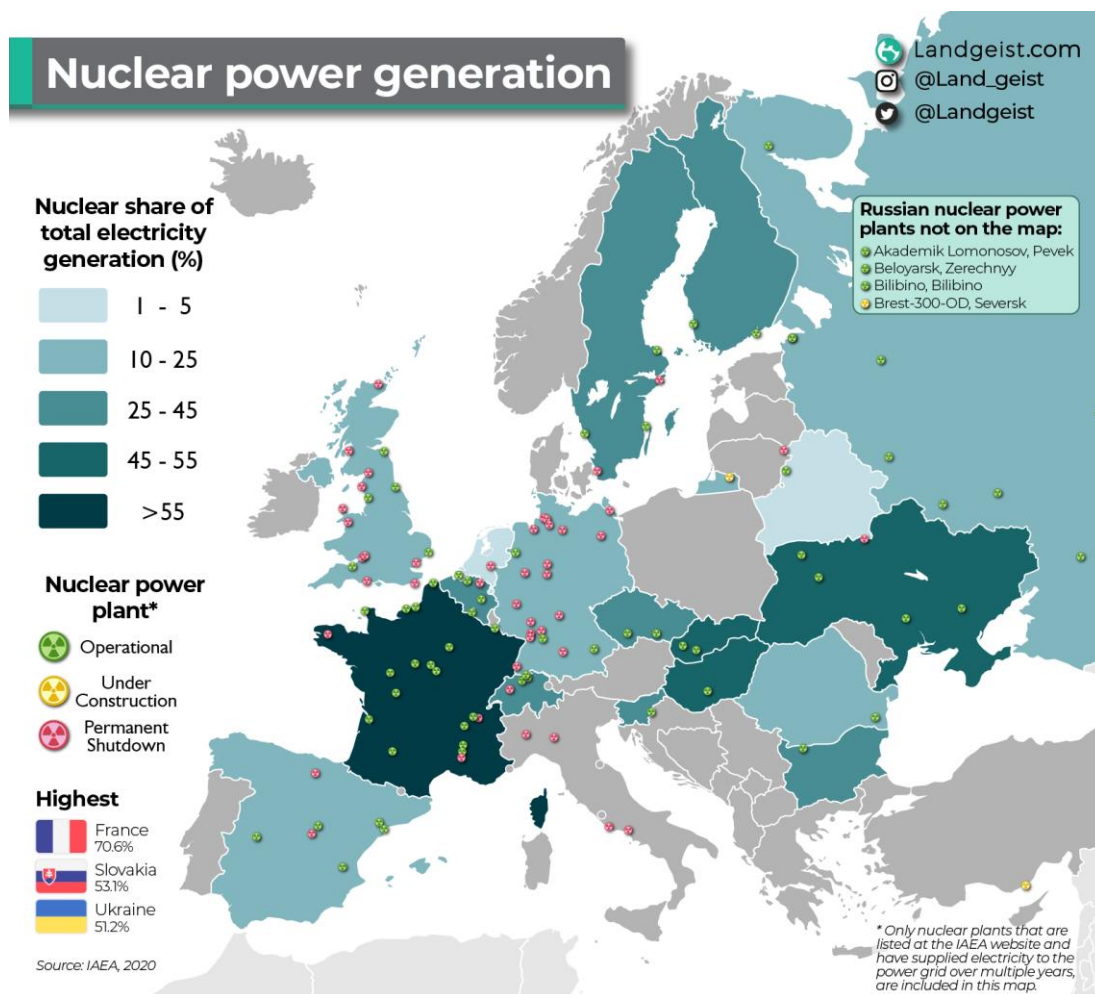 Nuclear power generation
Landgeist.com
@Land_geist
@Landgeist
Nuclear share of
total electricity
generation (%)
1 - 5
10 - 25
25 - 45
45 - 55
>55
Russian nuclear power
plants not on the map:
Akademik Lomonosov, Pevek
Beloyarsk, Zerechnyy
Bilibino, Bilibino
Brest-300-OD, Seversk
Nuclear power
plant*
Operational
Under
Construction
Permanent
Shutdown
Highest
France
70.6%
Slovakia
53.1%
Ukraine
51.2%
Source: IAEA, 2020
* Only nuclear plants that are
listed at the IAEA website and
have supplied electricity to the
power grid over multiple years,
are included in this map.